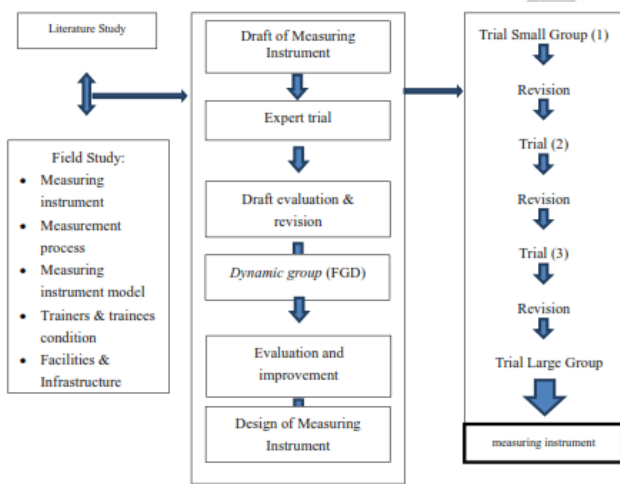 Literature Study
Field Study:
• Measuring
instrument
• Measurement
process
• Measuring
instrument model
• Trainers & trainees
condition
• Facilities &
Infrastructure
Draft of Measuring
Instrument
Expert trial
Draft evaluation &
revision
Dynamic group (FGD)
Evaluation and
improvement
Design of Measuring
Instrument
Trial Small Group (1)
Revision
Trial (2)
Revision
Trial (3)
Revision
Trial Large Group
measuring instrument